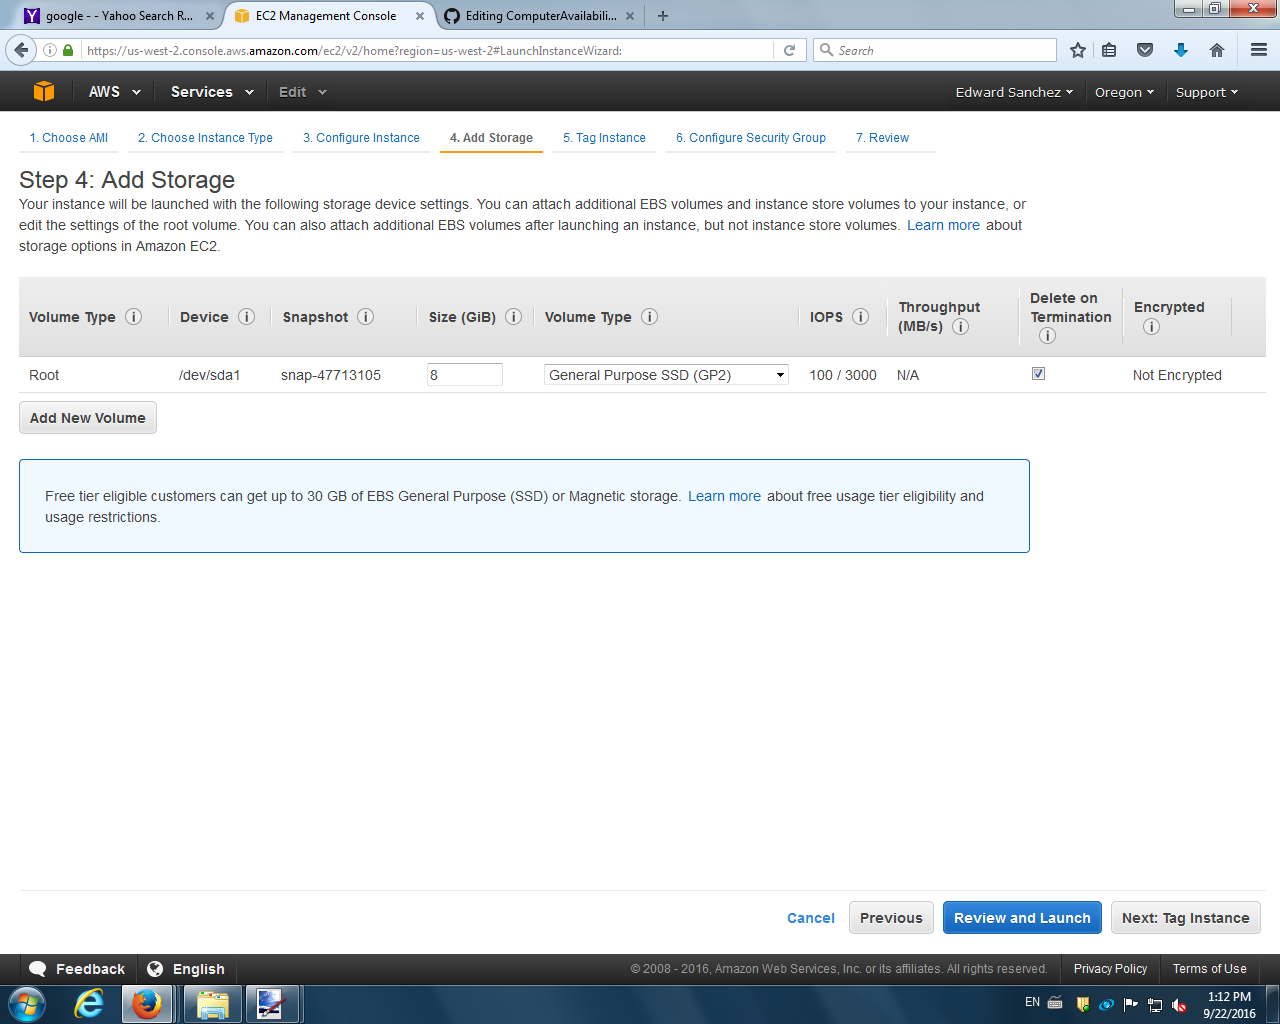 google - - Yahoo Search R...
EC2 Management Console
Editing ComputerAvailabili...
https://us-west-2.console.aws.amazon.com/ec2/v2/home?region=us-west-2#LaunchInstanceWizard:
Search
AWS
Services
Edit
Edward Sanchez
Oregon
Support
1. Choose AMI
2. Choose Instance Type
3. Configure Instance
4. Add Storage
5. Tag Instance
6. Configure Security Group
7. Review
Step 4: Add Storage
Your instance will be launched with the following storage device settings. You can attach additional EBS volumes and instance store volumes to your instance, or
edit the settings of the root volume. You can also attach additional EBS volumes after launching an instance, but not instance store volumes. Learn more about
storage options in Amazon EC2.
Volume Type
Device
Snapshot
Size (GiB)
Volume Type
IOPS
Throughput
(MB/s)
Delete on
Termination
Encrypted
Root
/dev/sda1
snap-47713105
8
General Purpose SSD (GP2)
100 / 3000
N/A
Not Encrypted
Add New Volume
Free tier eligible customers can get up to 30 GB of EBS General Purpose (SSD) or Magnetic storage. Learn more about free usage tier eligibility and
usage restrictions.
Cancel
Previous
Review and Launch
Next: Tag Instance
Feedback
English
© 2008 - 2016, Amazon Web Services, Inc. or its affiliates. All rights reserved.
Privacy Policy
Terms of Use
EN
1:12 PM
9/22/2016